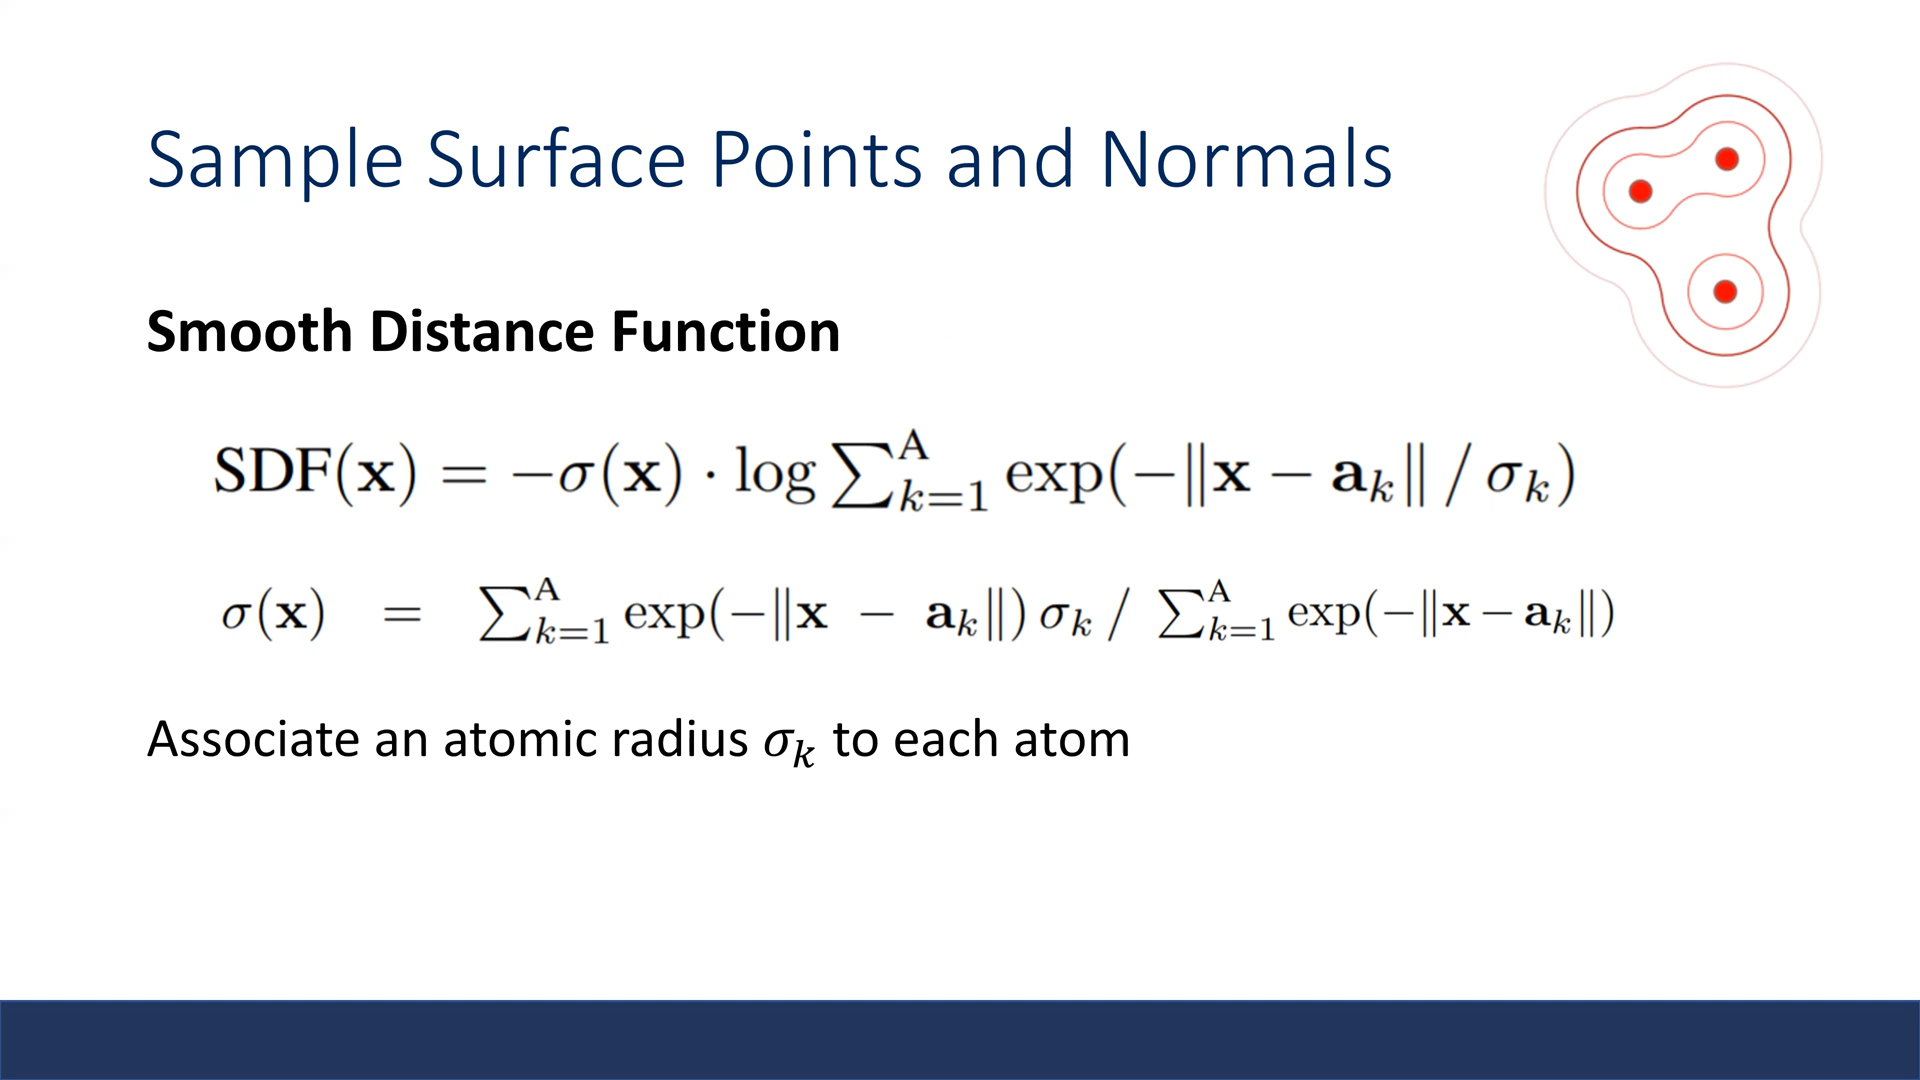 Sample Surface Points and Normals
Smooth Distance Function
SDF(x) = −σ(x) · log ∑ᴬₖ₌₁ exp(−‖x − aₖ‖ / σₖ)
σ(x) = ∑ᴬₖ₌₁ exp(−‖x − aₖ‖) σₖ / ∑ᴬₖ₌₁ exp(−‖x − aₖ‖)
Associate an atomic radius σₖ to each atom